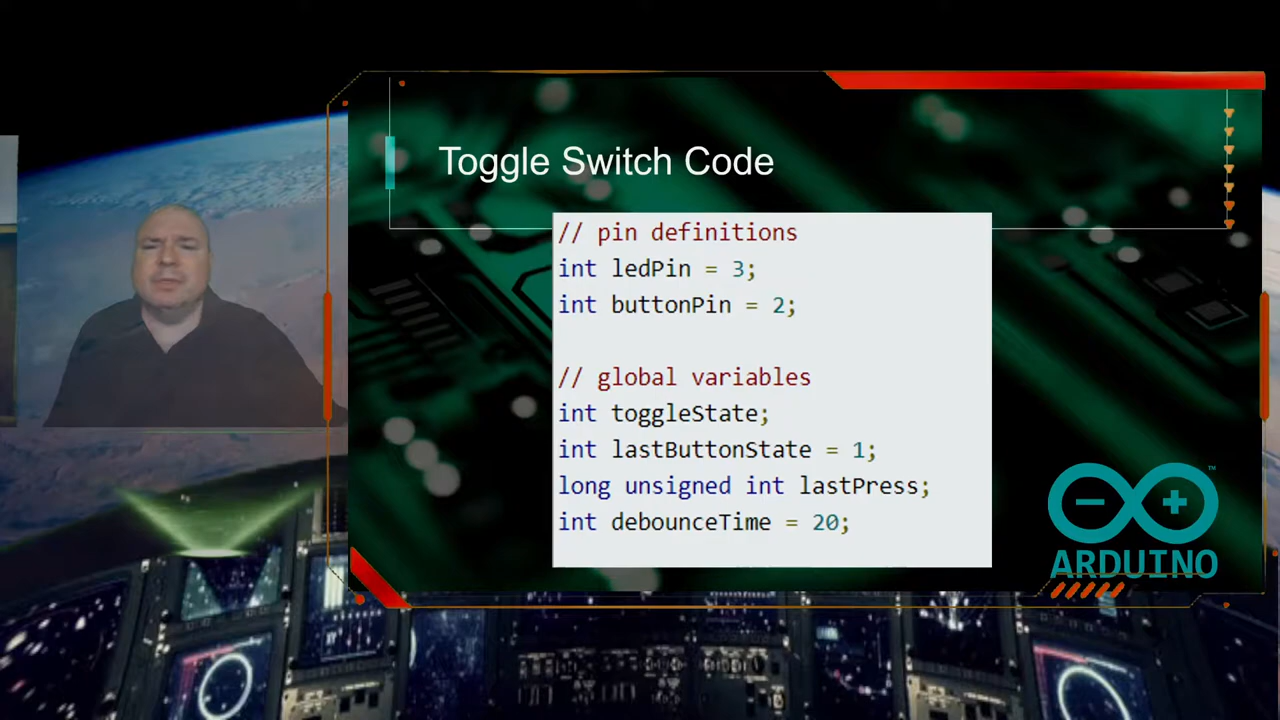 Toggle Switch Code
// pin definitions
int ledPin = 3;
int buttonPin = 2;
// global variables
int toggleState;
int lastButtonState = 1;
long unsigned int lastPress;
int debounceTime = 20;
ARDUINO
TM